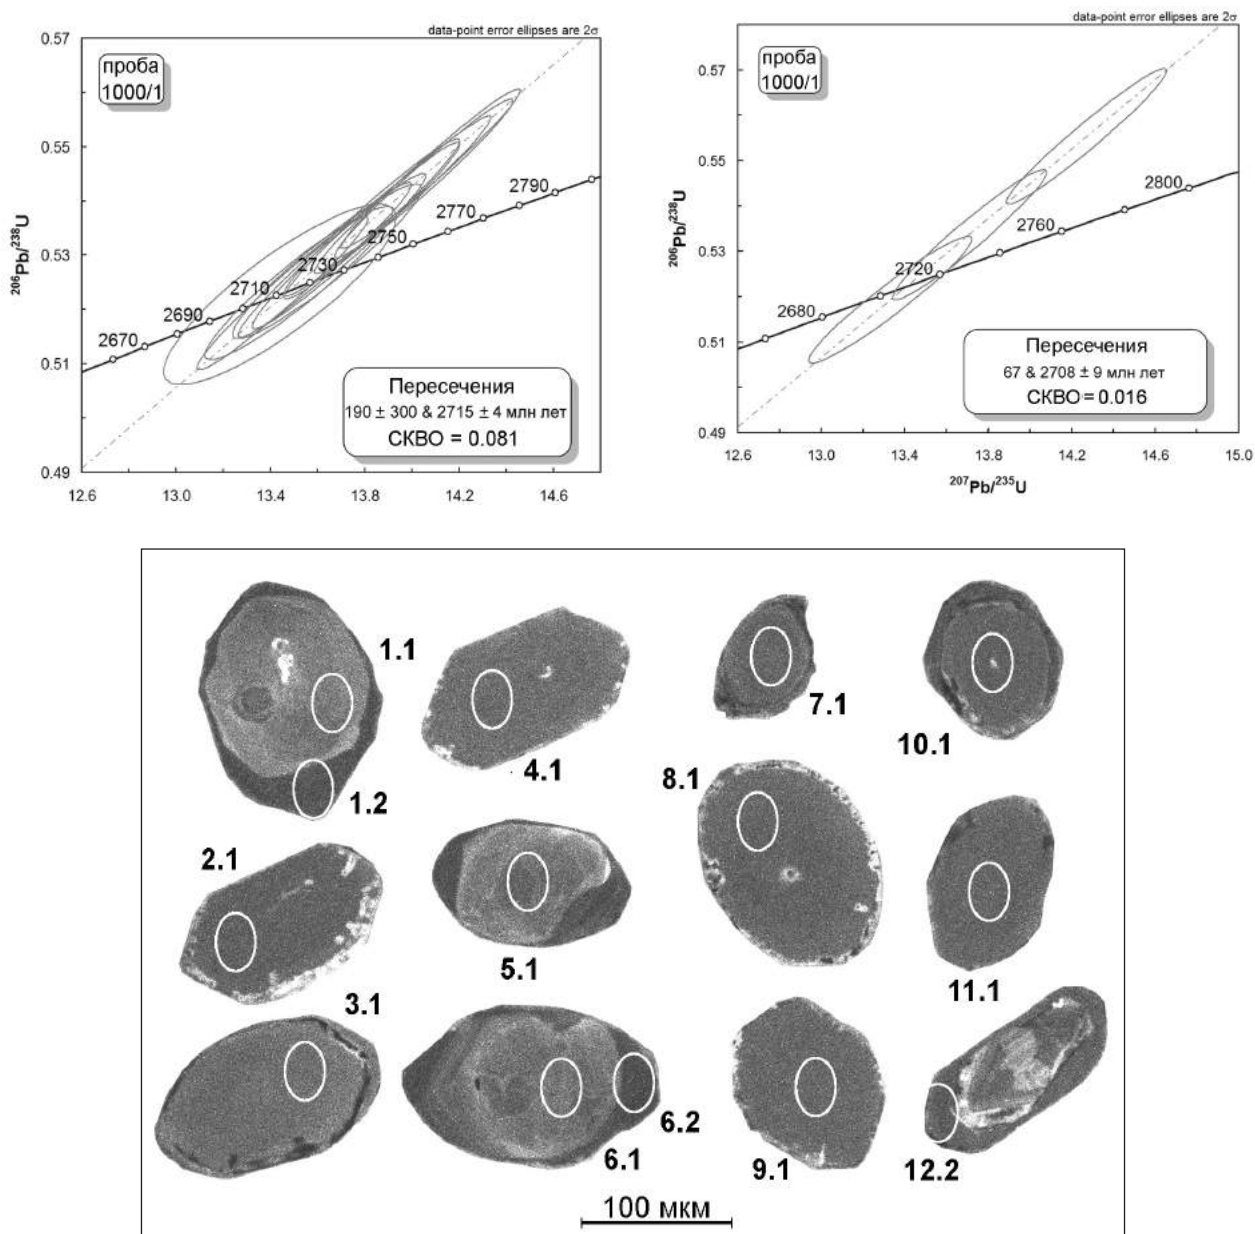 data-point error ellipses are 2σ
проба
1000/1
0.57
0.55
0.53
0.51
0.49
206Pb/238U
2670
2690
2710
2730
2750
2770
2790
Пересечения
190 ± 300 & 2715 ± 4 млн лет
СКВО = 0.081
12.6 13.0 13.4 13.8 14.2 14.6
data-point error ellipses are 2σ
проба
1000/1
0.57
0.55
0.53
0.51
0.49
206Pb/238U
2680
2720
2760
2800
Пересечения
67 & 2708 ± 9 млн лет
СКВО = 0.016
12.6 13.0 13.4 13.8 14.2 14.6 15.0
207Pb/235U
1.1
1.2
2.1
3.1
4.1
5.1
6.2
6.1
7.1
8.1
9.1
10.1
11.1
12.2
100 мкм